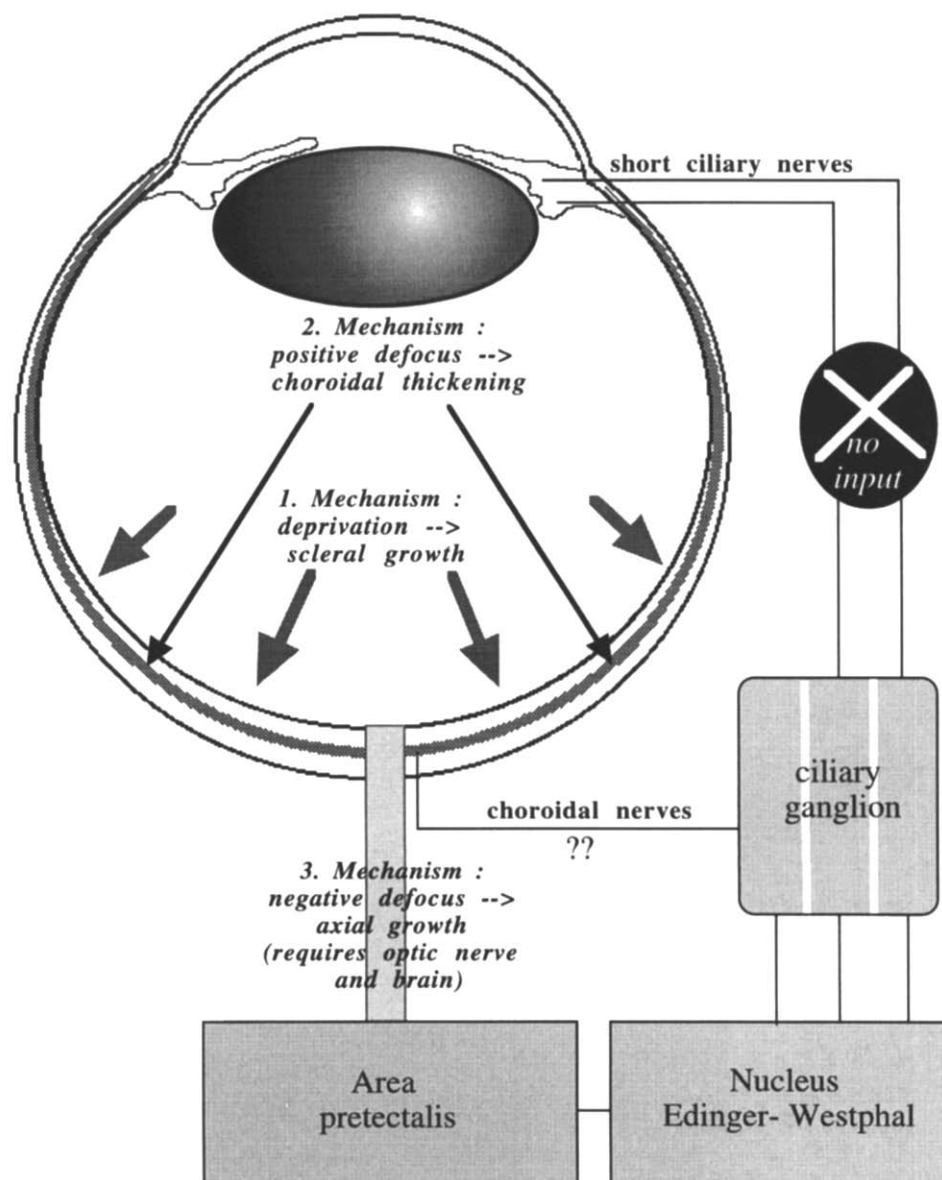 short ciliary nerves
2. Mechanism :
positive defocus -->
choroidal thickening
no
input
1. Mechanism :
deprivation -->
scleral growth
ciliary
ganglion
choroidal nerves
??
3. Mechanism :
negative defocus -->
axial growth
(requires optic nerve
and brain)
Area
pretectalis
Nucleus
Edinger- Westphal